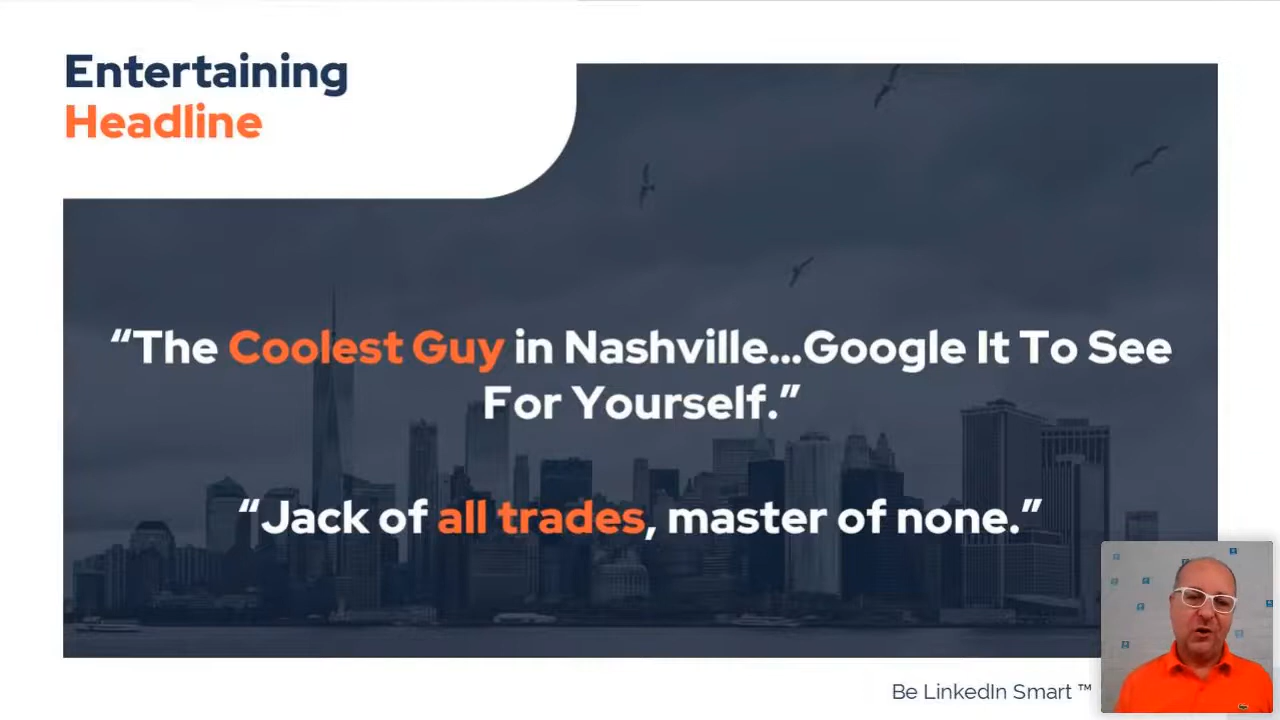 Entertaining
Headline
“The Coolest Guy in Nashville...Google It To See
For Yourself.”
“Jack of all trades, master of none.”
Be LinkedIn Smart ™